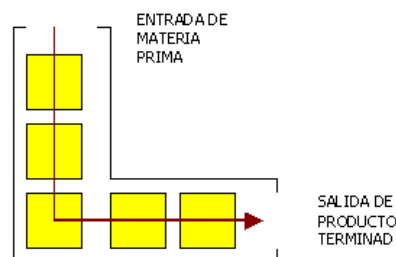 ENTRADA DE
MATERIA
PRIMA
SALIDA DE
PRODUCTO
TERMINAD